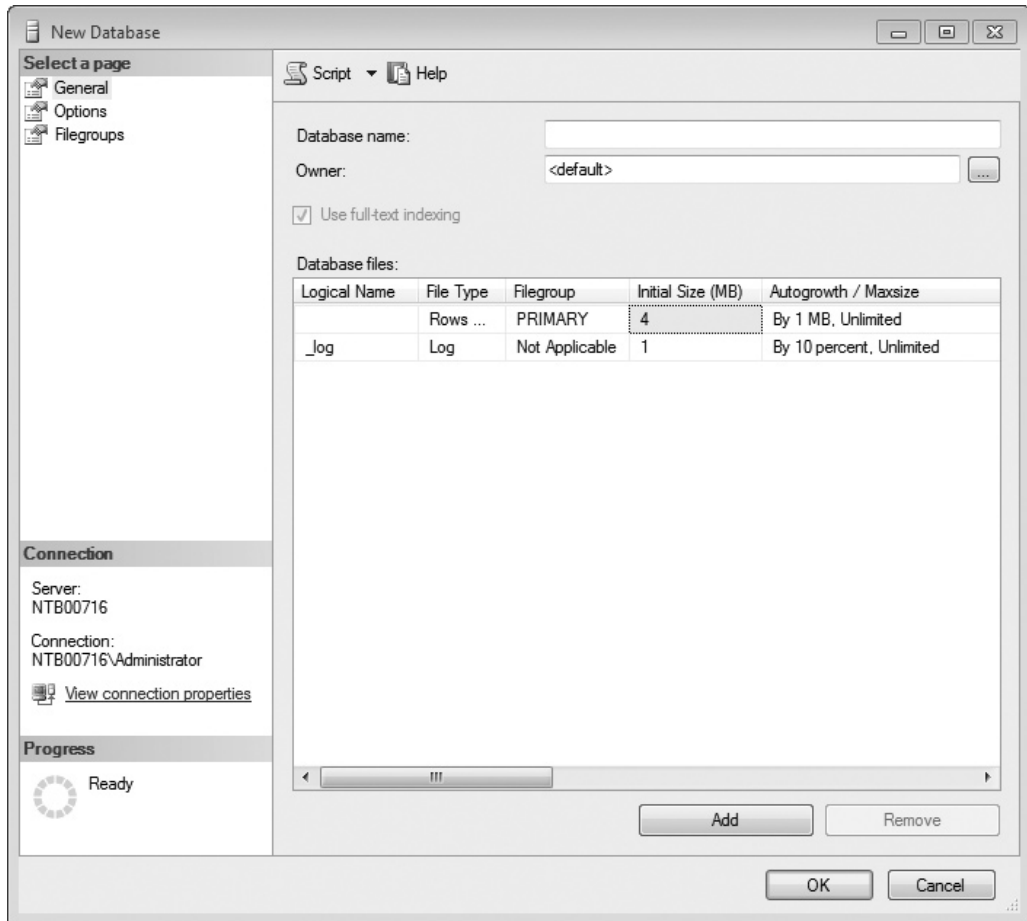 New Database
Select a page
General
Options
Filegroups
Script Help
Database name:
Owner: <default> ...
Use full-text indexing
Database files:
Logical Name File Type Filegroup Initial Size (MB) Autogrowth / Maxsize
Rows ... PRIMARY 4 By 1 MB, Unlimited
_log Log Not Applicable 1 By 10 percent, Unlimited
Connection
Server:
NTB00716
Connection:
NTB00716\Administrator
View connection properties
Progress
Ready
Add Remove
OK Cancel